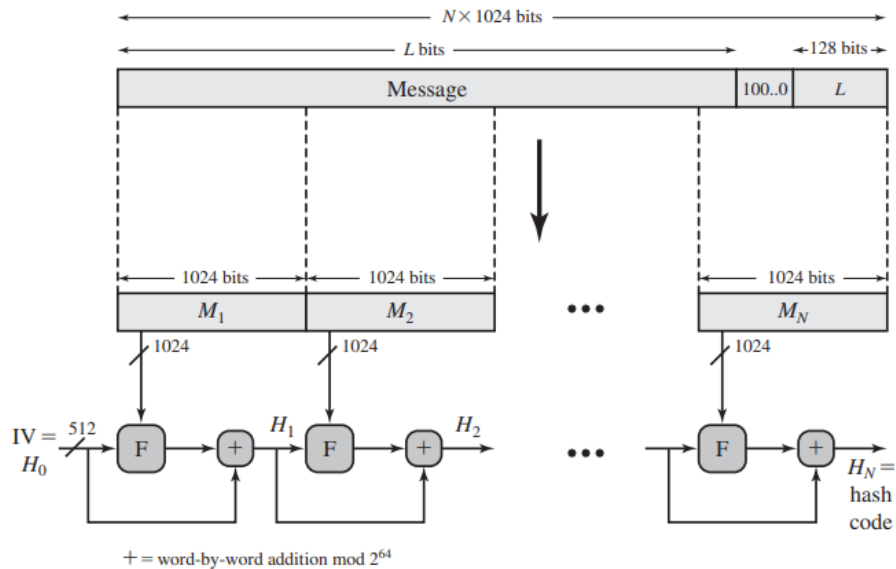 N × 1024 bits
L bits
128 bits
Message
100..0
L
1024 bits
1024 bits
1024 bits
M1
M2
MN
1024
1024
1024
IV =
H0
512
F
+
H1
F
+
H2
F
+
HN =
hash
code
+ = word-by-word addition mod 2^64